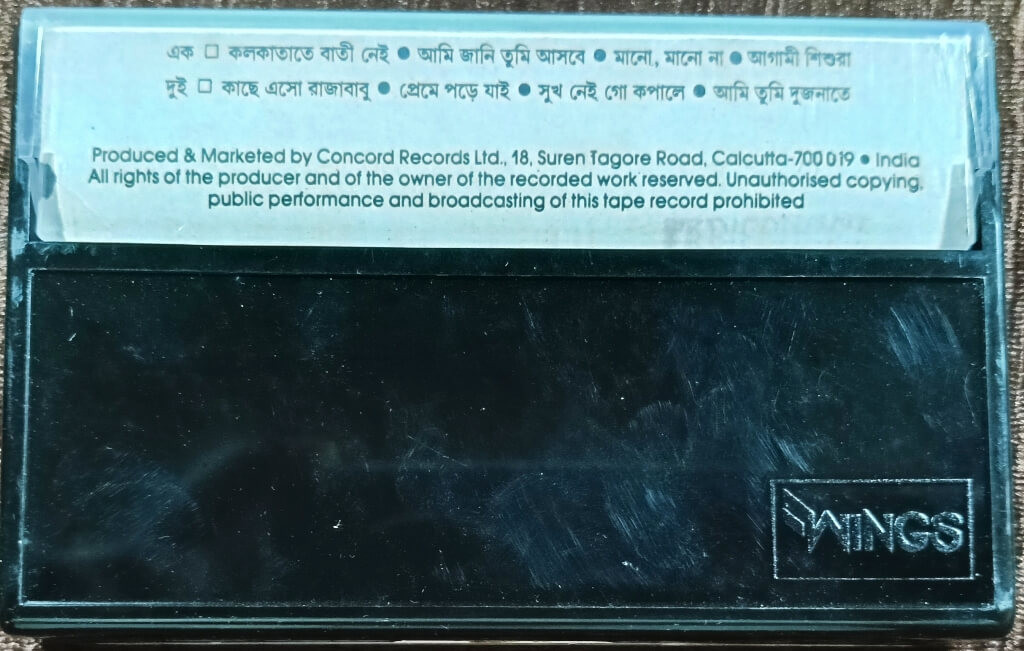 এক □ কলকাতাতে বাতী নেই ● আমি জানি তুমি আসবে ● মানো, মানো না ● আগামী শিশুরা
দুই □ কাছে এসো রাজাবাবু ● প্রেমে পড়ে যাই ● সুখ নেই গো কপালে ● আমি তুমি দুজনাতে
Produced & Marketed by Concord Records Ltd., 18, Suren Tagore Road, Calcutta-700 019 ● India
All rights of the producer and of the owner of the recorded work reserved. Unauthorised copying,
public performance and broadcasting of this tape record prohibited
WINGS